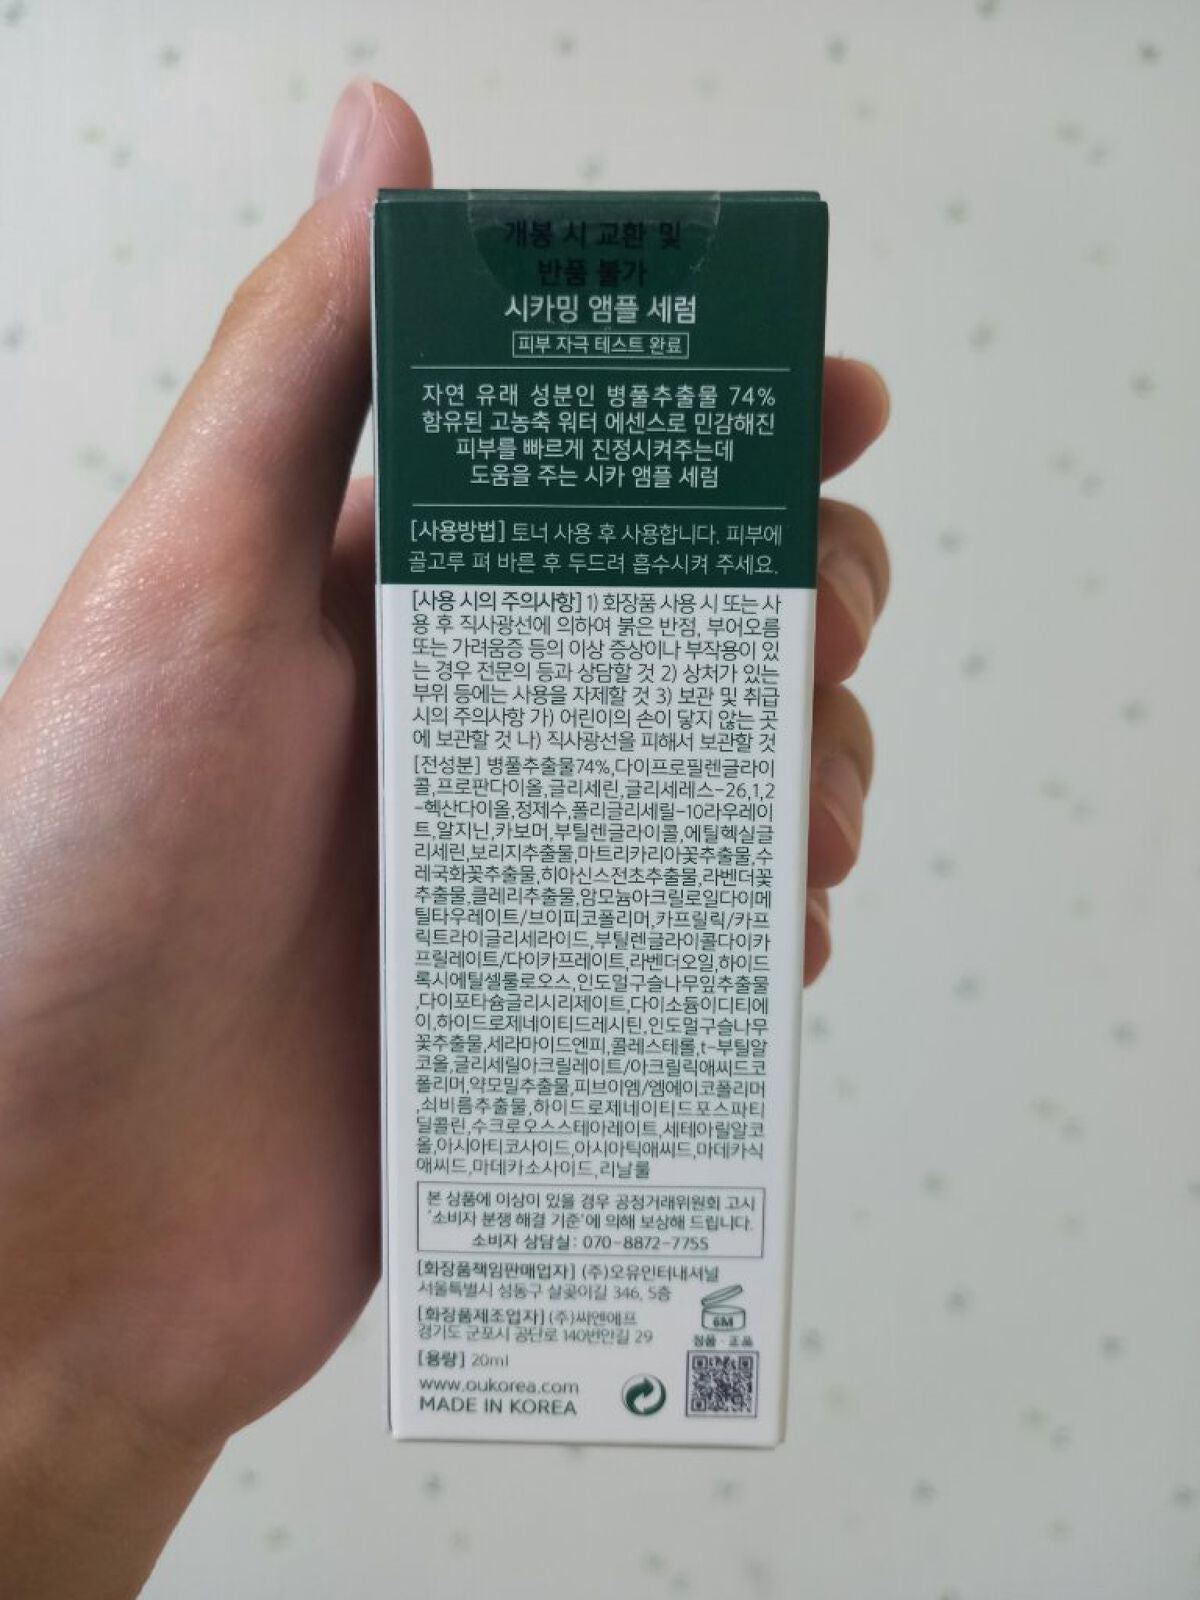 개봉 시 교환 및
반품 불가
시카밍 앰플 세럼
피부 자극 테스트 완료
자연 유래 성분인 병풀추출물 74%
함유된 고농축 워터 에센스로 민감해진
피부를 빠르게 진정시켜주는데
도움을 주는 시카 앰플 세럼
[사용방법] 토너 사용 후 사용합니다. 피부에
골고루 펴 바른 후 두드려 흡수시켜 주세요.
[사용 시의 주의사항] 1) 화장품 사용 시 또는 사
용 후 직사광선에 의하여 붉은 반점, 부어오름
또는 가려움증 등의 이상 증상이나 부작용이 있
는 경우 전문의 등과 상담할 것 2) 상처가 있는
부위 등에는 사용을 자제할 것 3) 보관 및 취급
시의 주의사항 가) 어린이의 손이 닿지 않는 곳
에 보관할 것 나) 직사광선을 피해서 보관할 것
[전성분] 병풀추출물74%,다이프로필렌글라이
콜,프로판다이올,글리세린,글리세레스-26,1,2
-헥산다이올,정제수,폴리글리세릴-10라우레이
트,알지닌,카보머,부틸렌글라이콜,에틸헥실글
리세린,보리지추출물,마트리카리아꽃추출물,수
레국화꽃추출물,히아신스전초추출물,라벤더꽃
추출물,클레리추출물,암모늄아크릴로일다이메
틸타우레이트/브이피코폴리머,카프릴릭/카프
릭트라이글리세라이드,부틸렌글라이콜다이카
프릴레이트/다이카프레이트,라벤더오일,하이드
록시에틸셀룰로오스,인도멀구슬나무잎추출물
,다이포타슘글리시리제이트,다이소듐이디티에
이,하이드로제네이티드레시틴,인도멀구슬나무
꽃추출물,세라마이드엔피,콜레스테롤,t-부틸알
코올,글리세릴아크릴레이트/아크릴릭애씨드코
폴리머,약모밀추출물,피브이엠/엠에이코폴리머
,쇠비름추출물,하이드로제네이티드포스파티
딜콜린,수크로오스스테아레이트,세테아릴알코
올,아시아티코사이드,아시아틱애씨드,마데카식
애씨드,마데카소사이드,리날룰
본 상품에 이상이 있을 경우 공정거래위원회 고시
'소비자 분쟁 해결 기준'에 의해 보상해 드립니다.
소비자 상담실: 070-8872-7755
[화장품책임판매업자] (주)오유인터내셔널
서울특별시 성동구 살곶이길 346, 5층
[화장품제조업자] (주)씨엔에프
경기도 군포시 공단로 140번안길 29
6M
정품·조품
[용량] 20ml
www.oukorea.com
MADE IN KOREA